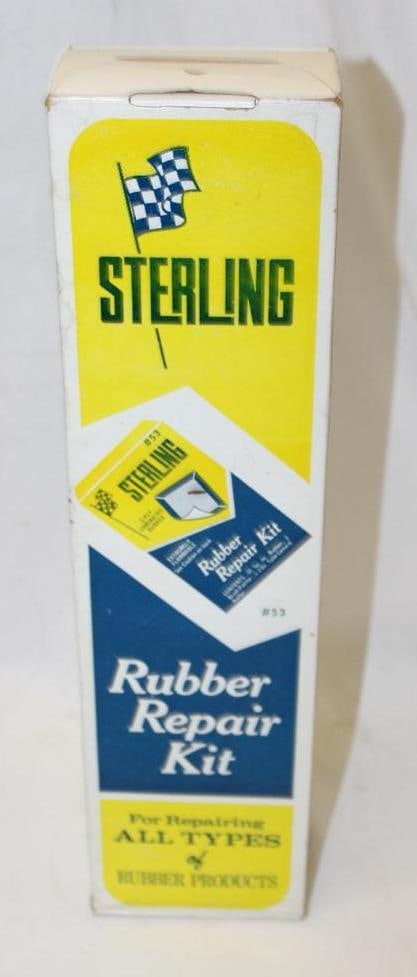 STERLING
#53
STERLING
Rubber
Repair Kit
#53
Rubber
Repair
Kit
For Repairing
ALL TYPES
of
RUBBER PRODUCTS